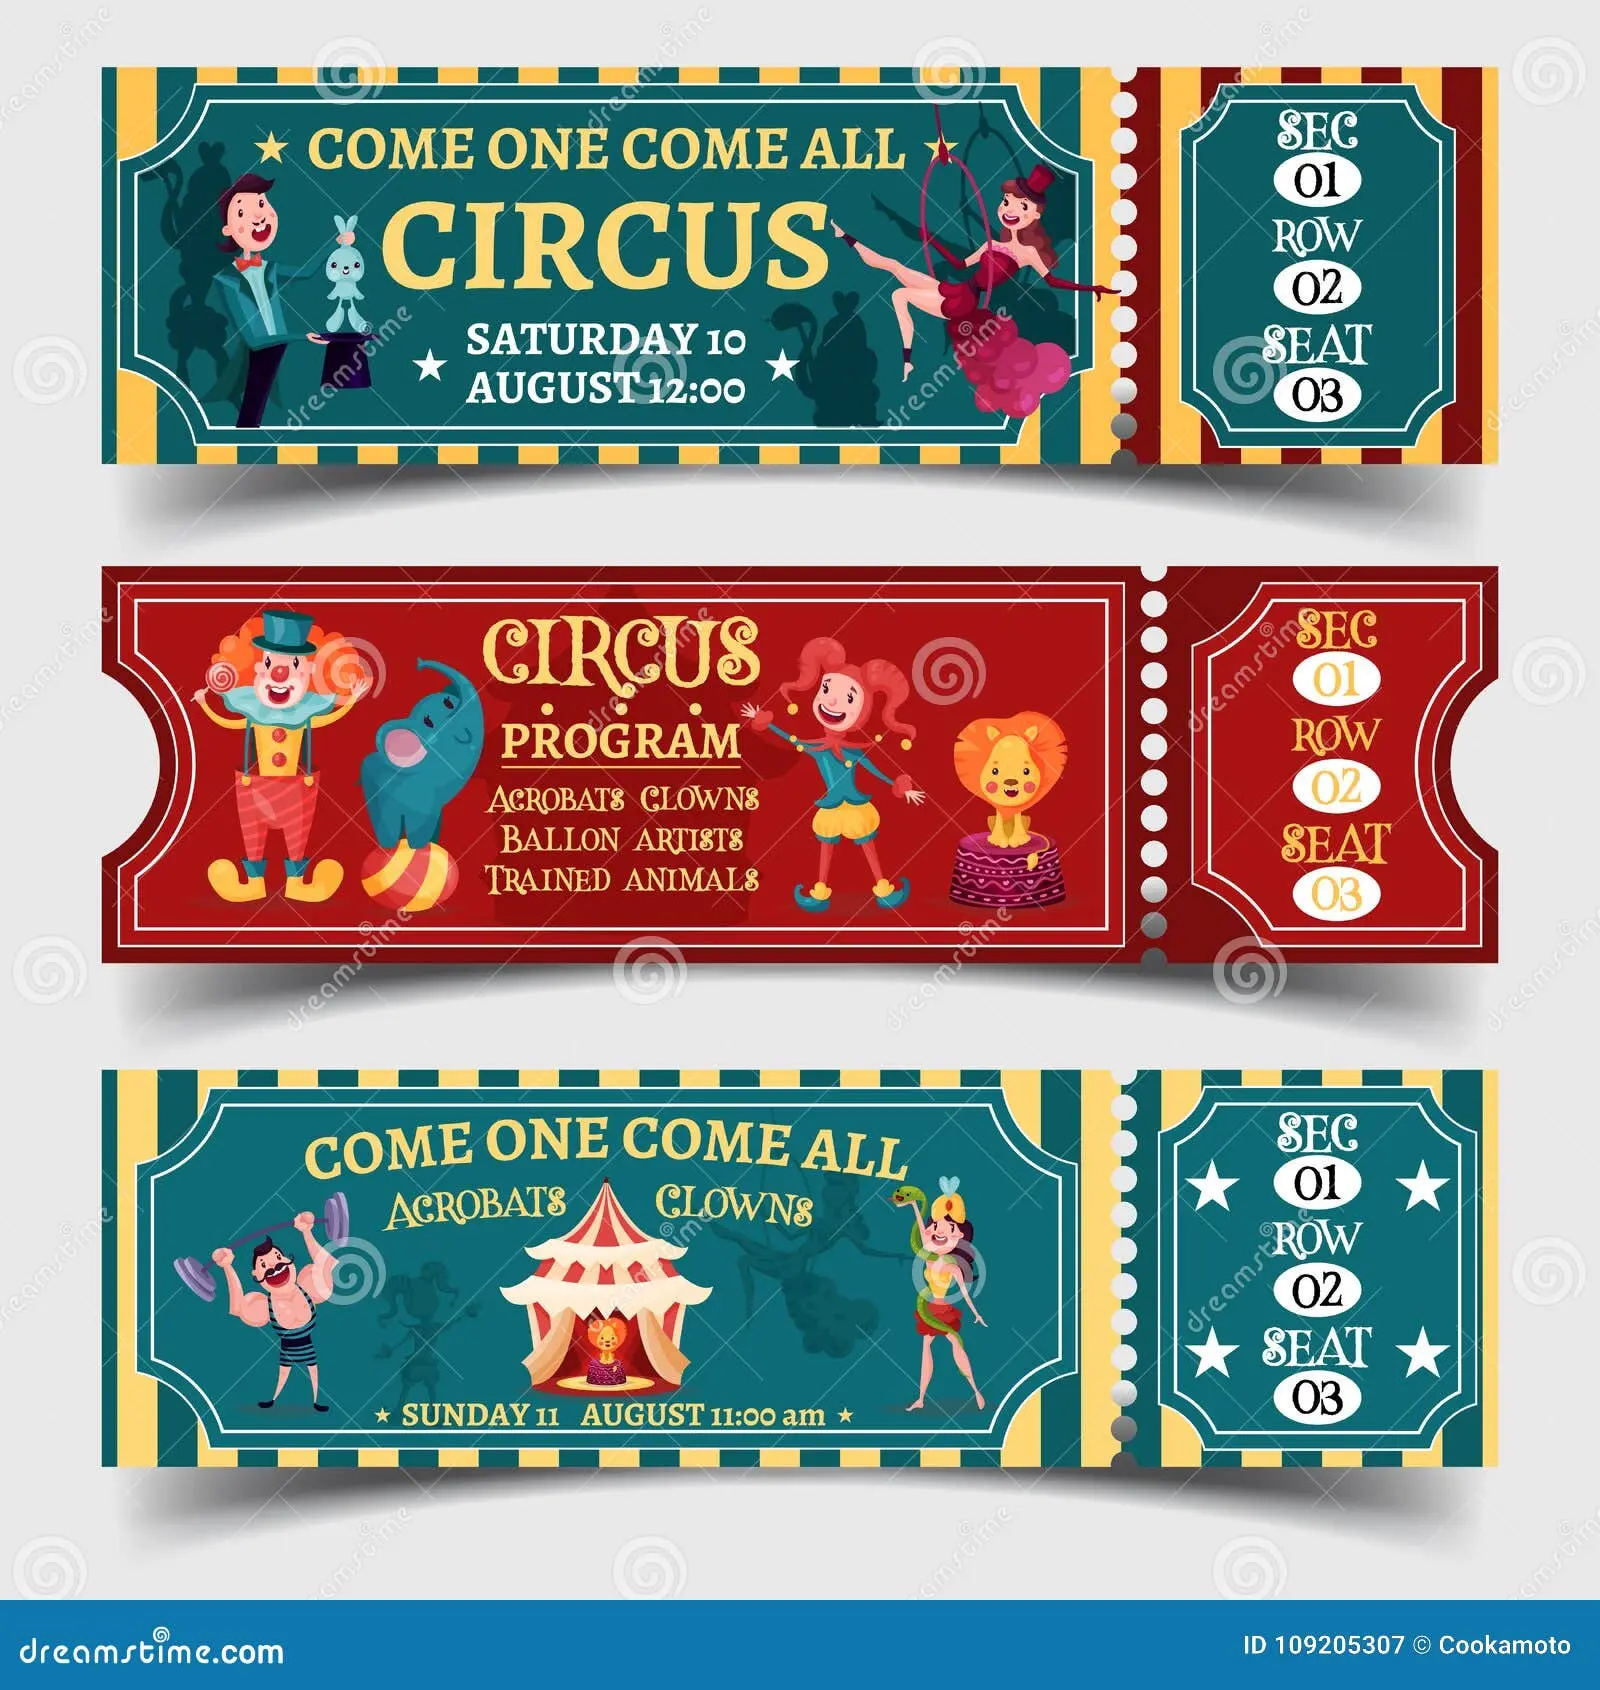 COME ONE COME ALL
CIRCUS
SATURDAY 10
AUGUST 12:00
SEC
01
ROW
02
SEAT
03
CIRCUS
PROGRAM
ACROBATS CLOWNS
BALLON ARTISTS
TRAINED ANIMALS
SEC
01
ROW
02
SEAT
03
COME ONE COME ALL
ACROBATS CLOWNS
SUNDAY 11 AUGUST 11:00 am
SEC
01
ROW
02
SEAT
03
dreamstime.com
ID 109205307 © Cookamoto